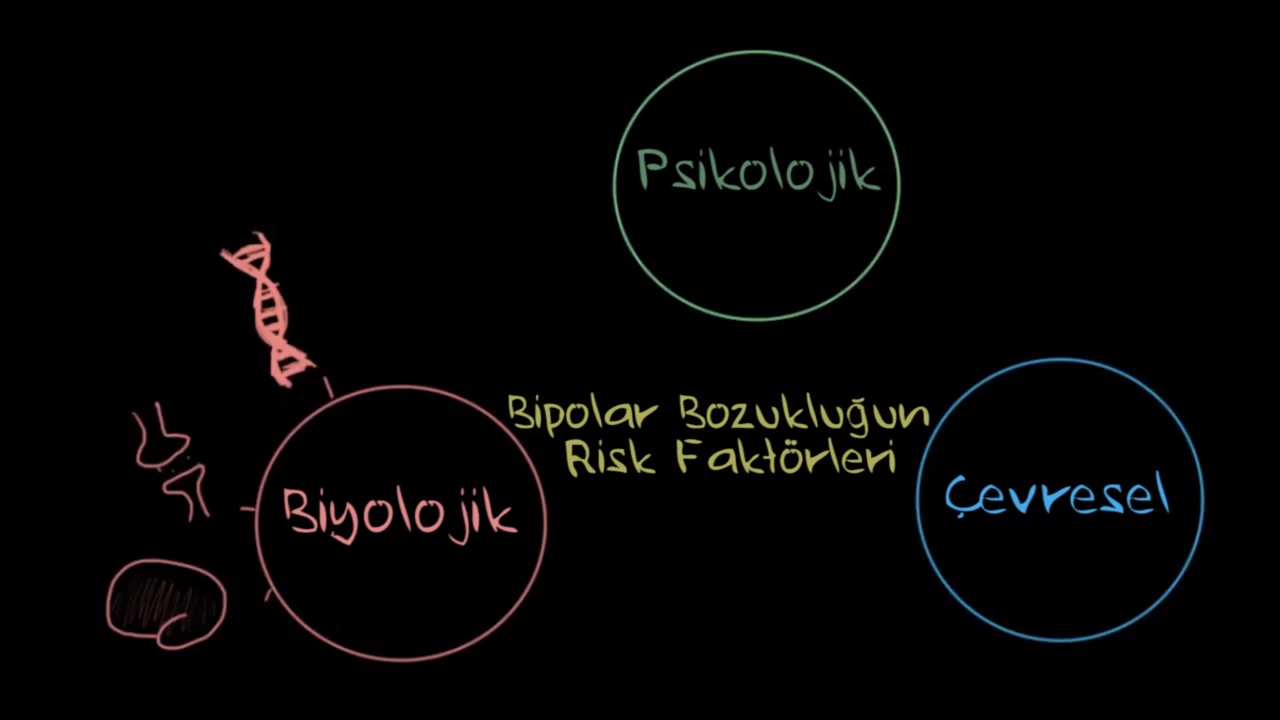 Psikolojik
Bipolar Bozukluğun
Risk Faktörleri
Biyolojik
Çevresel